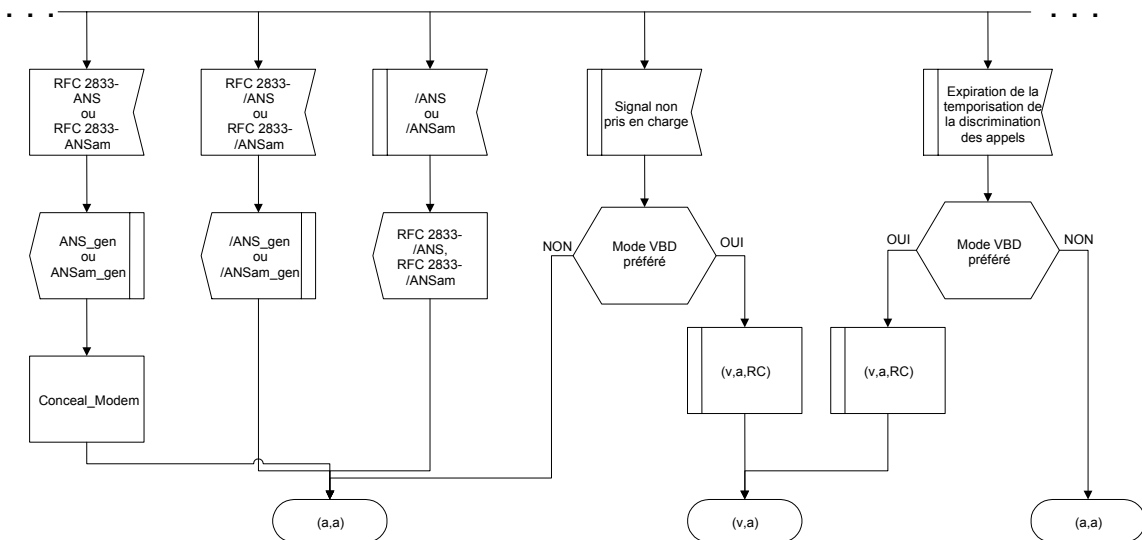 . . .
. . .
RFC 2833-
ANS
ou
RFC 2833-
ANSam
RFC 2833-
/ANS
ou
RFC 2833-
/ANSam
/ANS
ou
/ANSam
Signal non
pris en charge
Expiration de la
temporisation de
la discrimination
des appels
ANS_gen
ou
ANSam_gen
/ANS_gen
ou
/ANSam_gen
RFC 2833-
/ANS,
RFC 2833-
/ANSam
NON
Mode VBD
préféré
OUI
OUI
Mode VBD
préféré
NON
Conceal_Modem
(v,a,RC)
(v,a,RC)
(a,a)
(v,a)
(a,a)